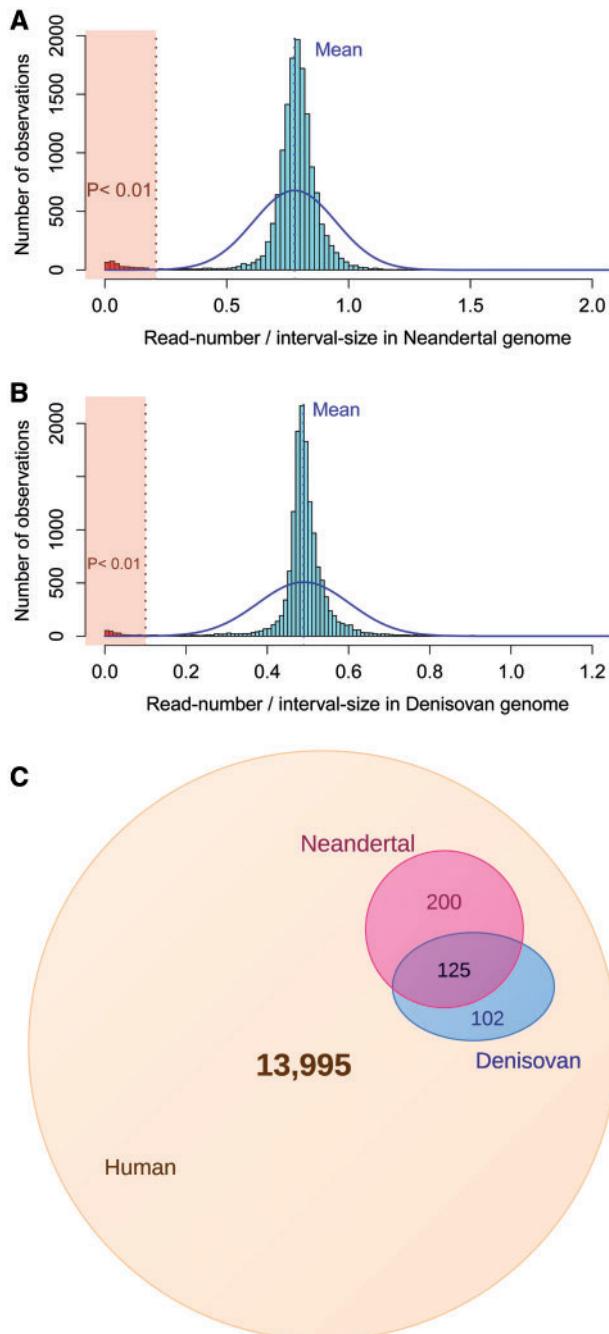 A
Number of observations
2000
1500
1000
500
0
Mean
P< 0.01
0.0 0.5 1.0 1.5 2.0
Read-number / interval-size in Neandertal genome
B
Number of observations
2000
500
0
Mean
P< 0.01
0.0 0.2 0.4 0.6 0.8 1.0 1.2
Read-number / interval-size in Denisovan genome
C
Neandertal
200
125
102
Denisovan
13,995
Human